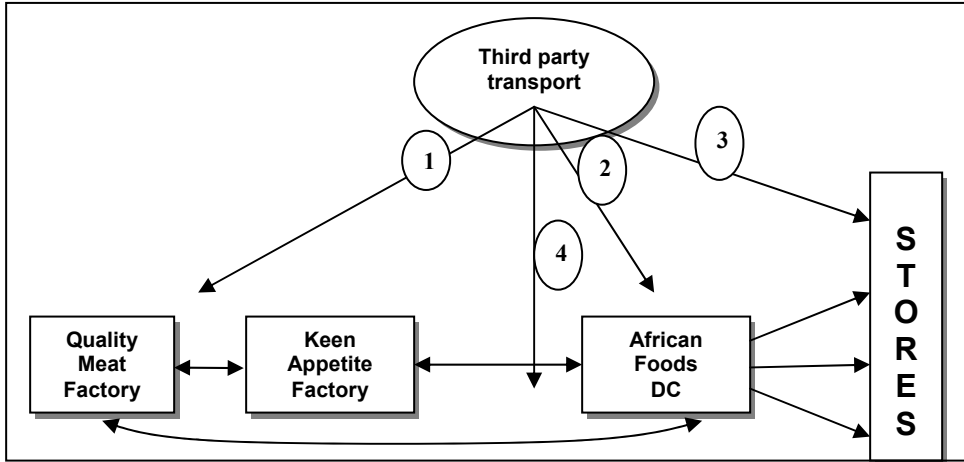 Third party
transport
1
2
3
4
Quality
Meat
Factory
Keen
Appetite
Factory
African
Foods
DC
S
T
O
R
E
S